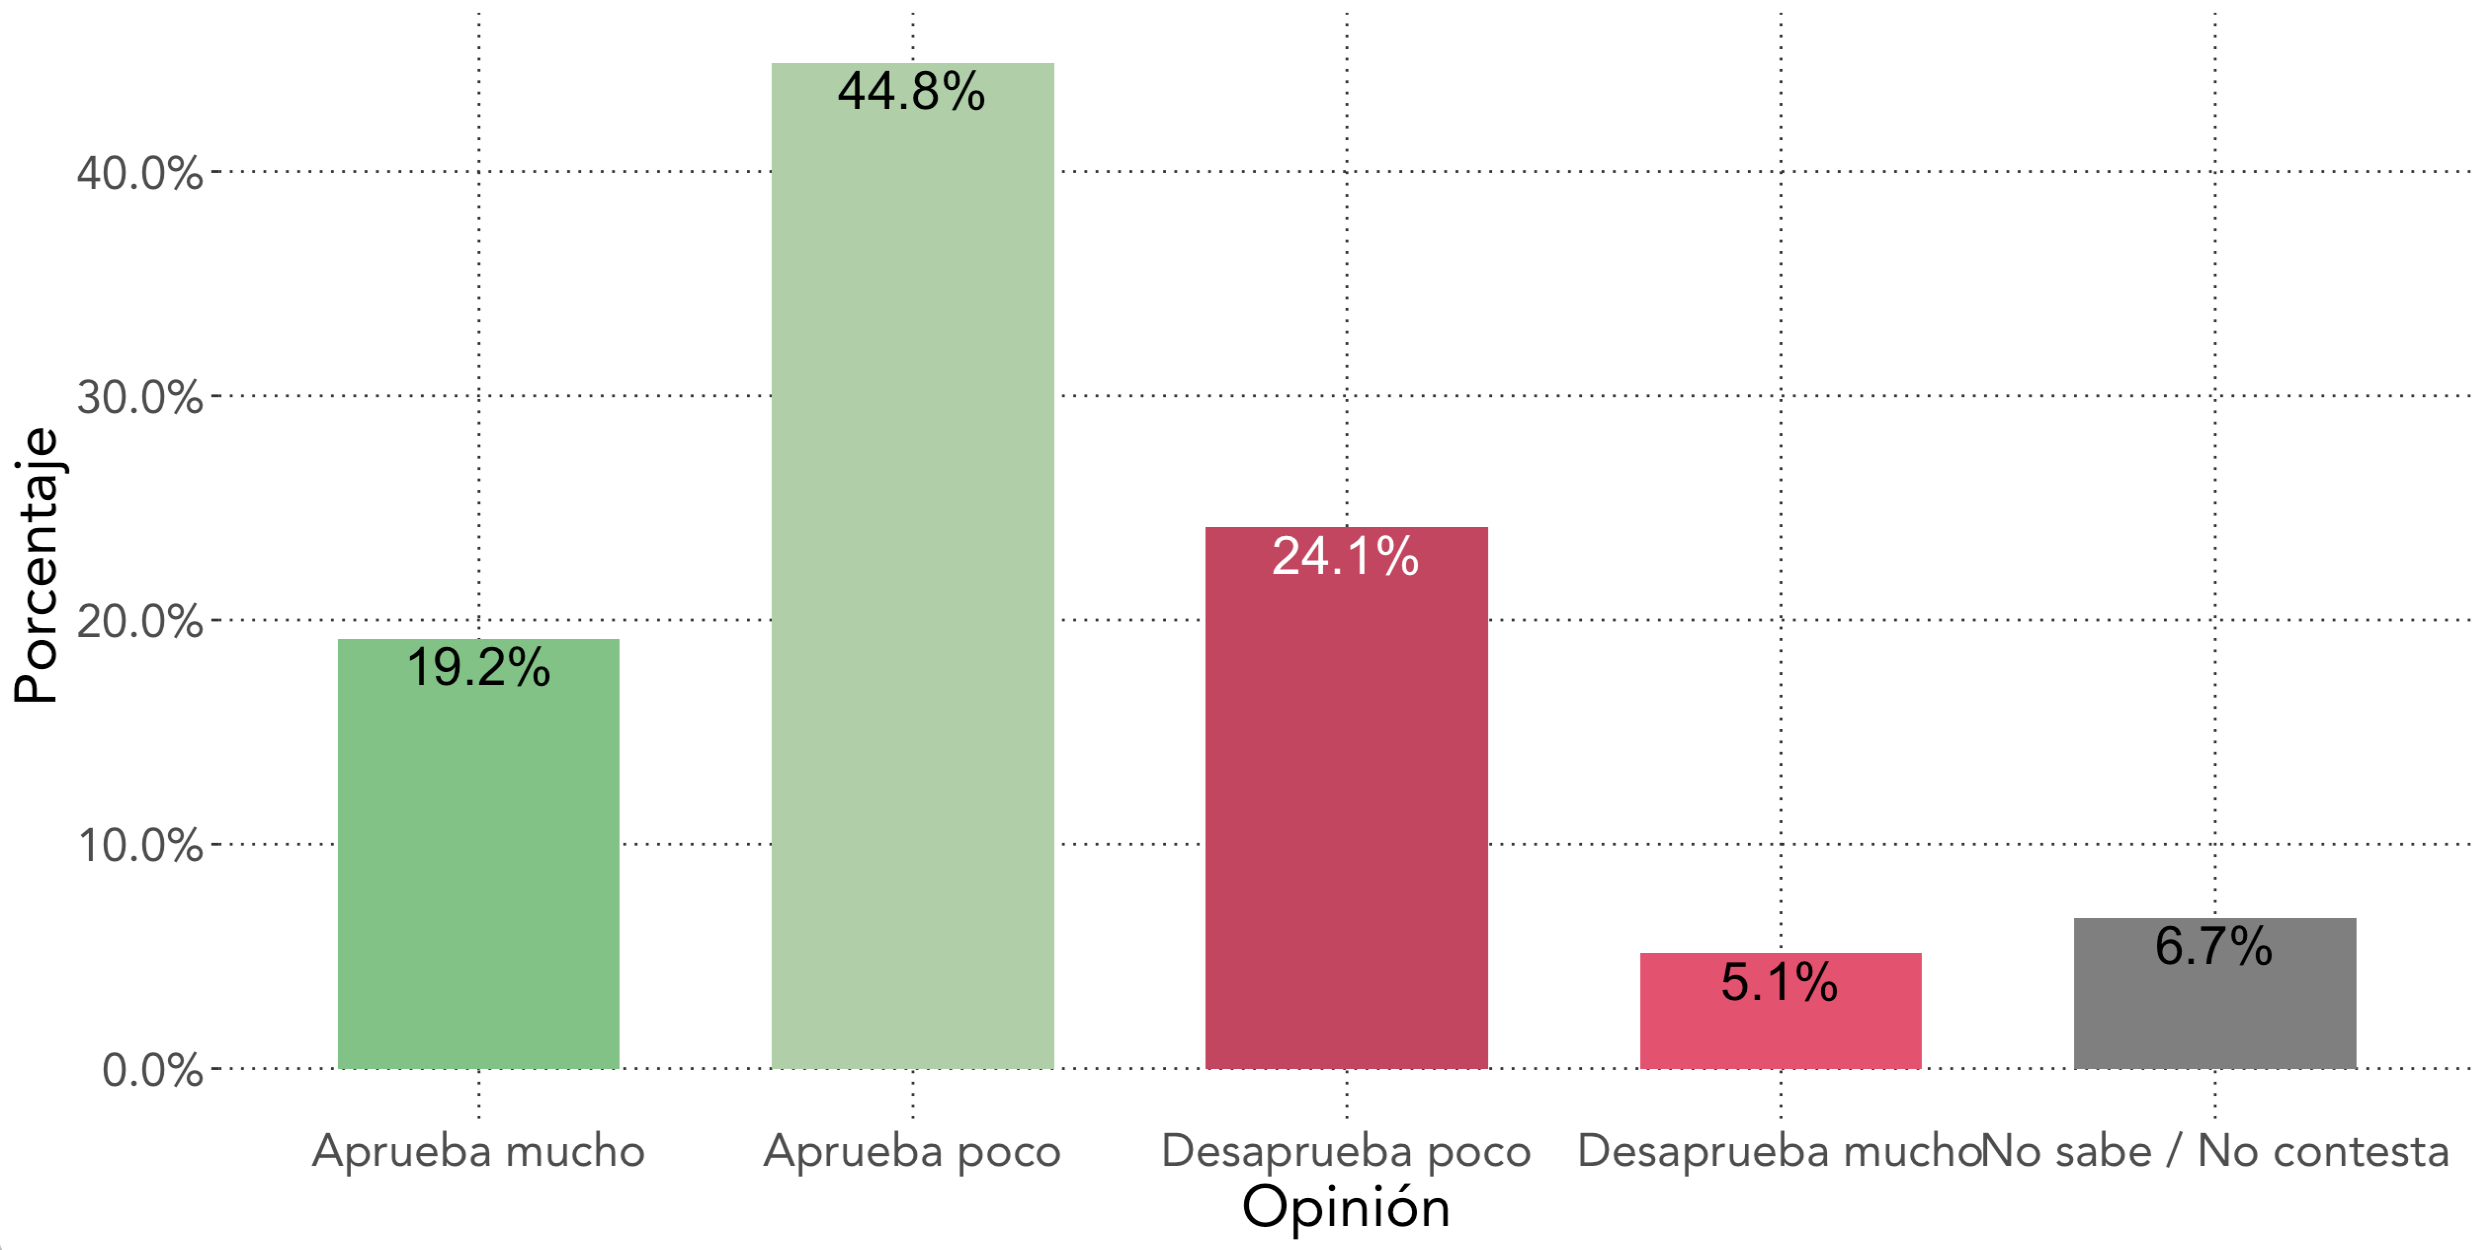 44.8%
40.0%
30.0%
24.1%
20.0%
19.2%
10.0%
6.7%
5.1%
0.0%
Porcentaje
Aprueba mucho
Aprueba poco
Desaprueba poco
Desaprueba mucho
No sabe / No contesta
Opinión